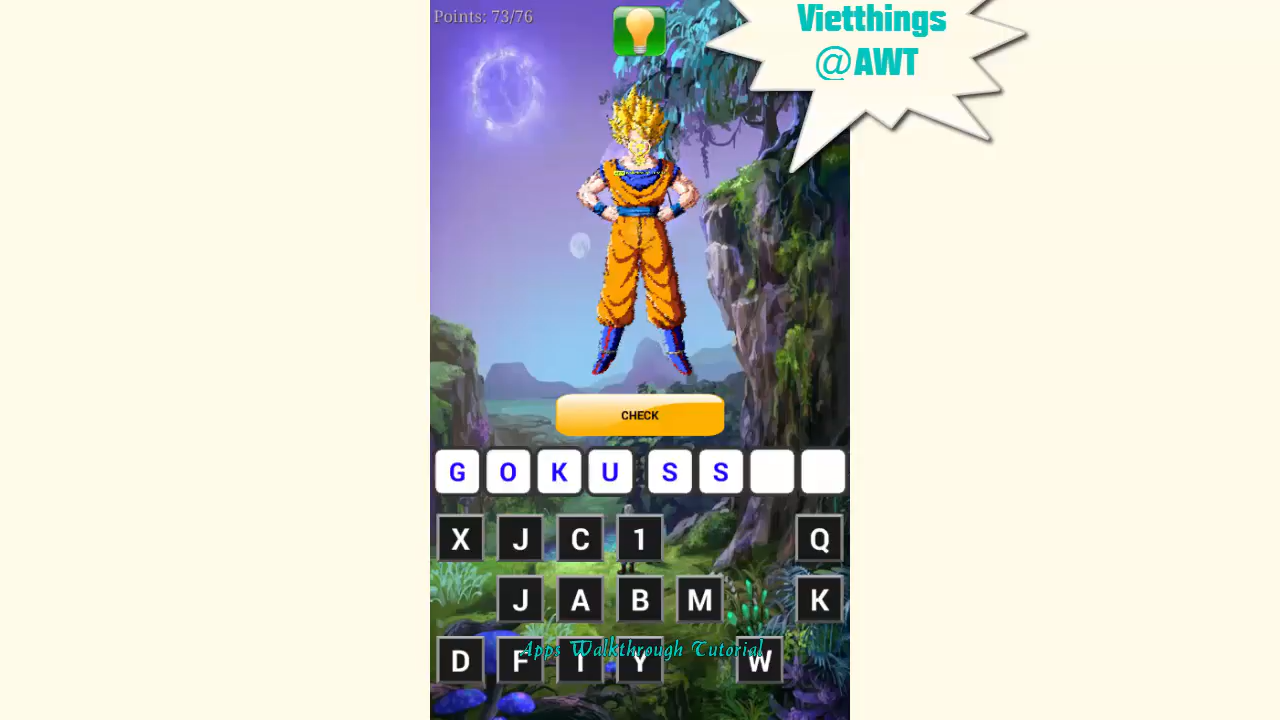 Points: 73/76
Vietthings
@AWT
CHECK
G O K U S S
X J C 1 Q
J A B M K
D F I Y W
Apps Walkthrough Tutorial